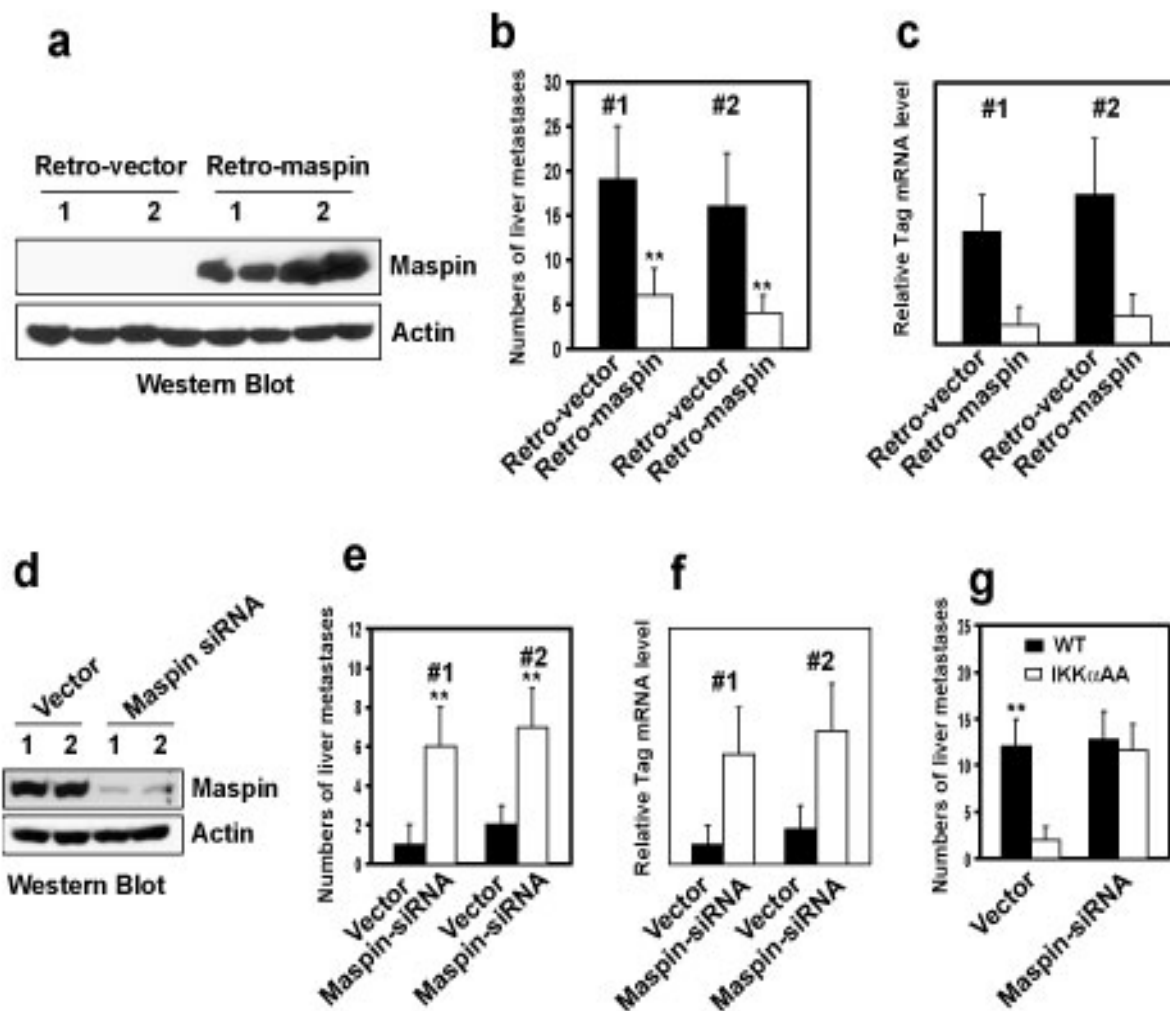 a
Retro-vector Retro-maspin
1 2 1 2
Maspin
Actin
Western Blot
b
Numbers of liver metastases
30
25
20
15
10
5
0
#1 #2
** **
Retro-vector
Retro-maspin
Retro-vector
Retro-maspin
c
Relative Tag mRNA level
#1 #2
Retro-vector
Retro-maspin
Retro-vector
Retro-maspin
d
Vector Maspin siRNA
1 2 1 2
Maspin
Actin
Western Blot
e
Numbers of liver metastases
12
10
8
6
4
2
0
#1 #2
** **
Vector
Maspin-siRNA
Vector
Maspin-siRNA
f
Relative Tag mRNA level
#1 #2
Vector
Maspin-siRNA
Vector
Maspin-siRNA
g
Numbers of liver metastases
25
20
15
10
5
0
WT
IKKαAA
**
Vector
Maspin-siRNA